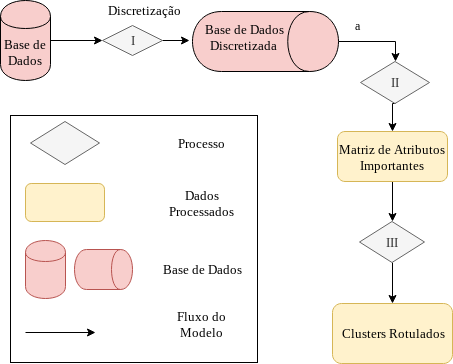 Discretização
Base de
Dados
I
Base de Dados
Discretizada
a
II
Matriz de Atributos
Importantes
III
Clusters Rotulados
Processo
Dados
Processados
Base de Dados
Fluxo do
Modelo